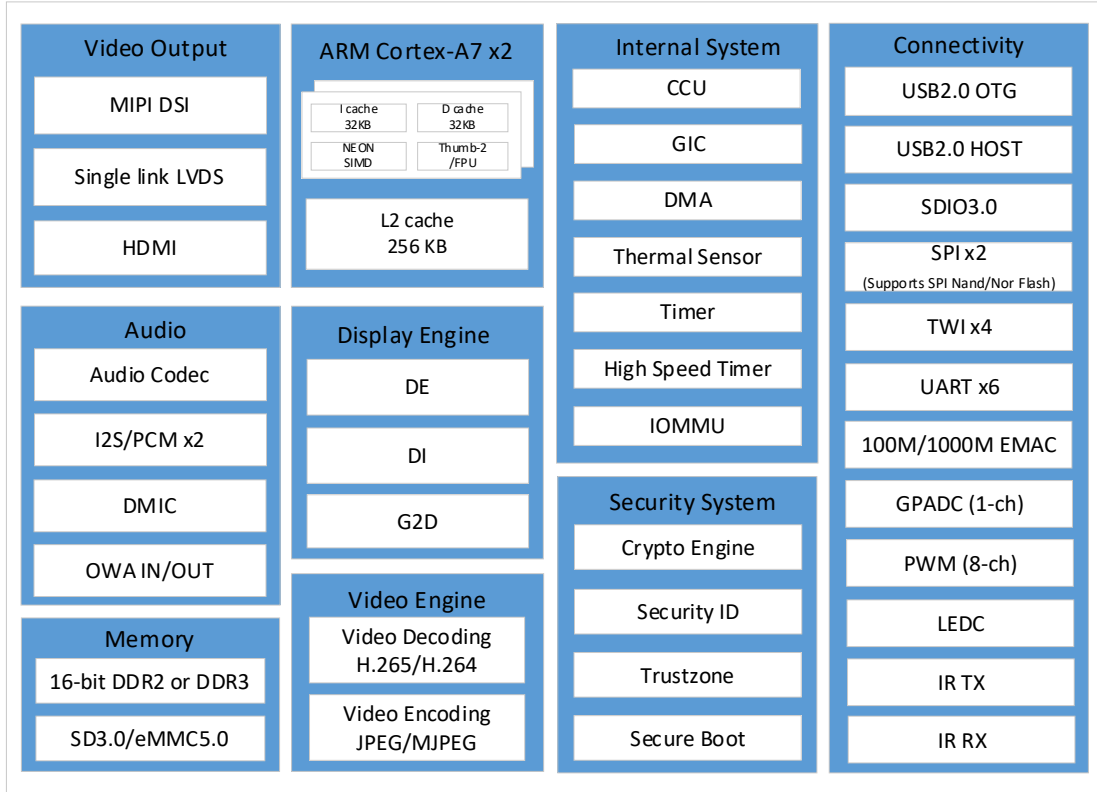 Video Output
MIPI DSI
Single link LVDS
HDMI
Audio
Audio Codec
I2S/PCM x2
DMIC
OWA IN/OUT
Memory
16-bit DDR2 or DDR3
SD3.0/eMMC5.0
ARM Cortex-A7 x2
I cache
32KB
D cache
32KB
NEON
SIMD
Thumb-2
/FPU
L2 cache
256 KB
Display Engine
DE
DI
G2D
Video Engine
Video Decoding
H.265/H.264
Video Encoding
JPEG/MJPEG
Internal System
CCU
GIC
DMA
Thermal Sensor
Timer
High Speed Timer
IOMMU
Security System
Crypto Engine
Security ID
Trustzone
Secure Boot
Connectivity
USB2.0 OTG
USB2.0 HOST
SDIO3.0
SPI x2
(Supports SPI Nand/Nor Flash)
TWI x4
UART x6
100M/1000M EMAC
GPADC (1-ch)
PWM (8-ch)
LEDC
IR TX
IR RX